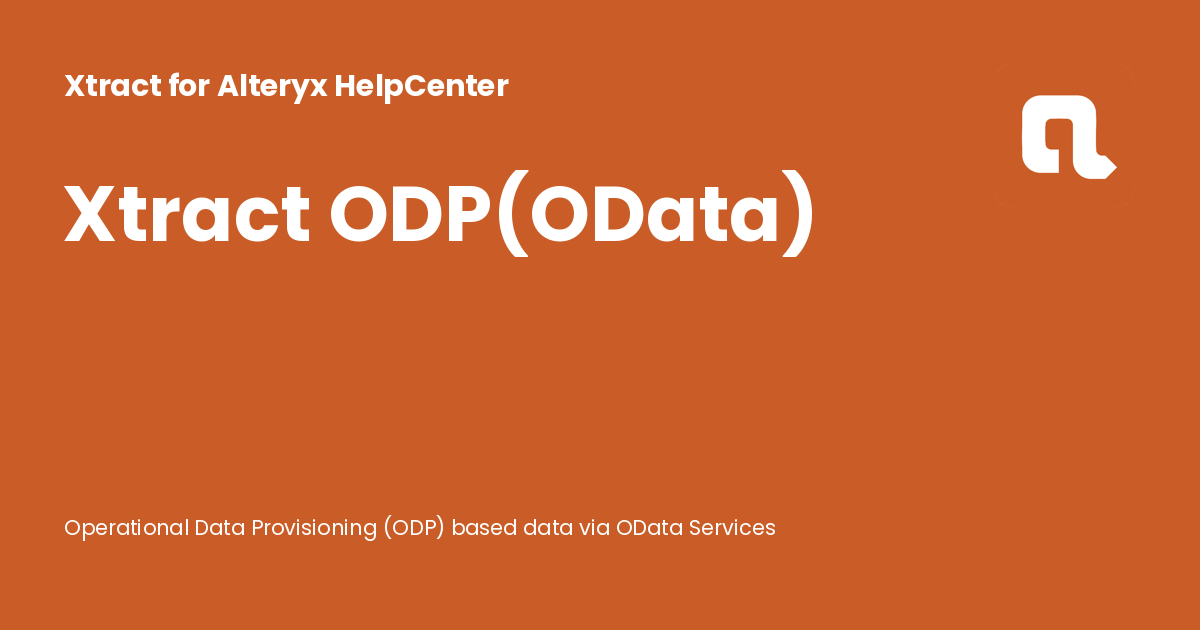 Xtract for Alteryx HelpCenter
Xtract ODP(OData)
Operational Data Provisioning (ODP) based data via OData Services